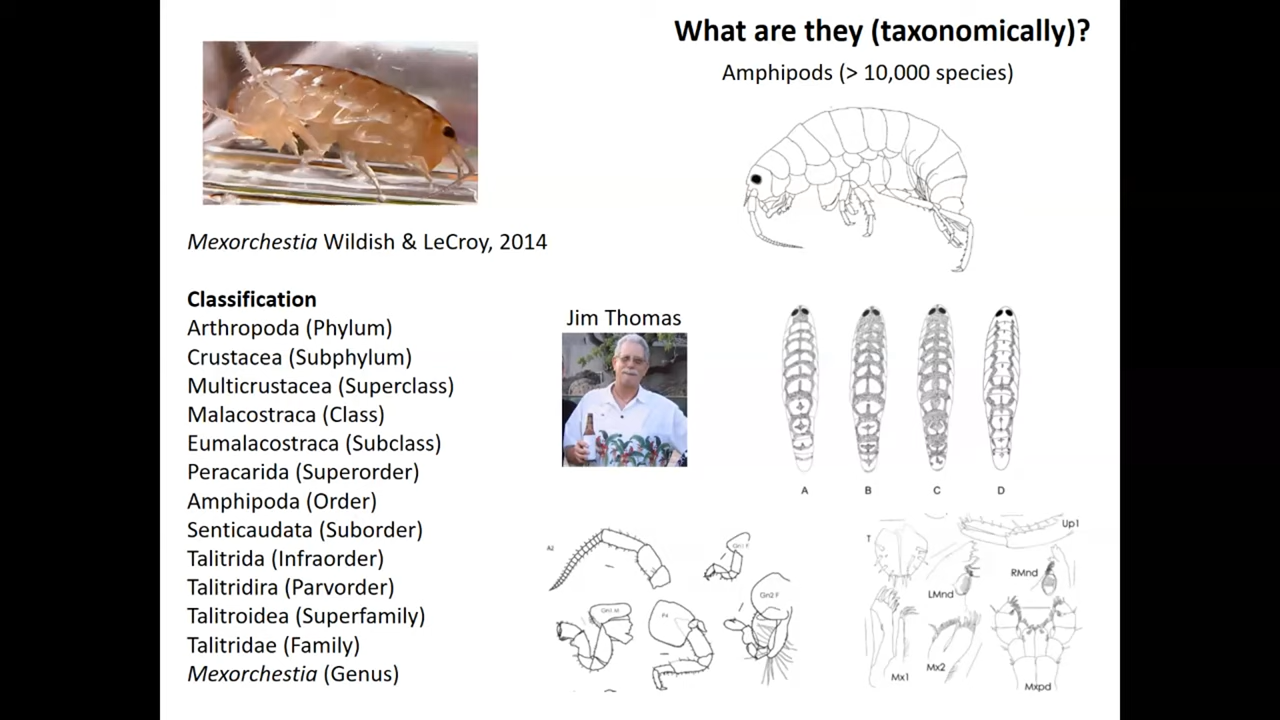 What are they (taxonomically)?
Amphipods (> 10,000 species)
Mexorchestia Wildish & LeCroy, 2014
Classification
Arthropoda (Phylum)
Crustacea (Subphylum)
Multicrustacea (Superclass)
Malacostraca (Class)
Eumalacostraca (Subclass)
Peracarida (Superorder)
Amphipoda (Order)
Senticaudata (Suborder)
Talitrida (Infraorder)
Talitridira (Parvorder)
Talitroidea (Superfamily)
Talitridae (Family)
Mexorchestia (Genus)
Jim Thomas
A B C D
A2
Gn2 F
T
Up1
LMnd
RMnd
Mx1
Mx2
Mxpd